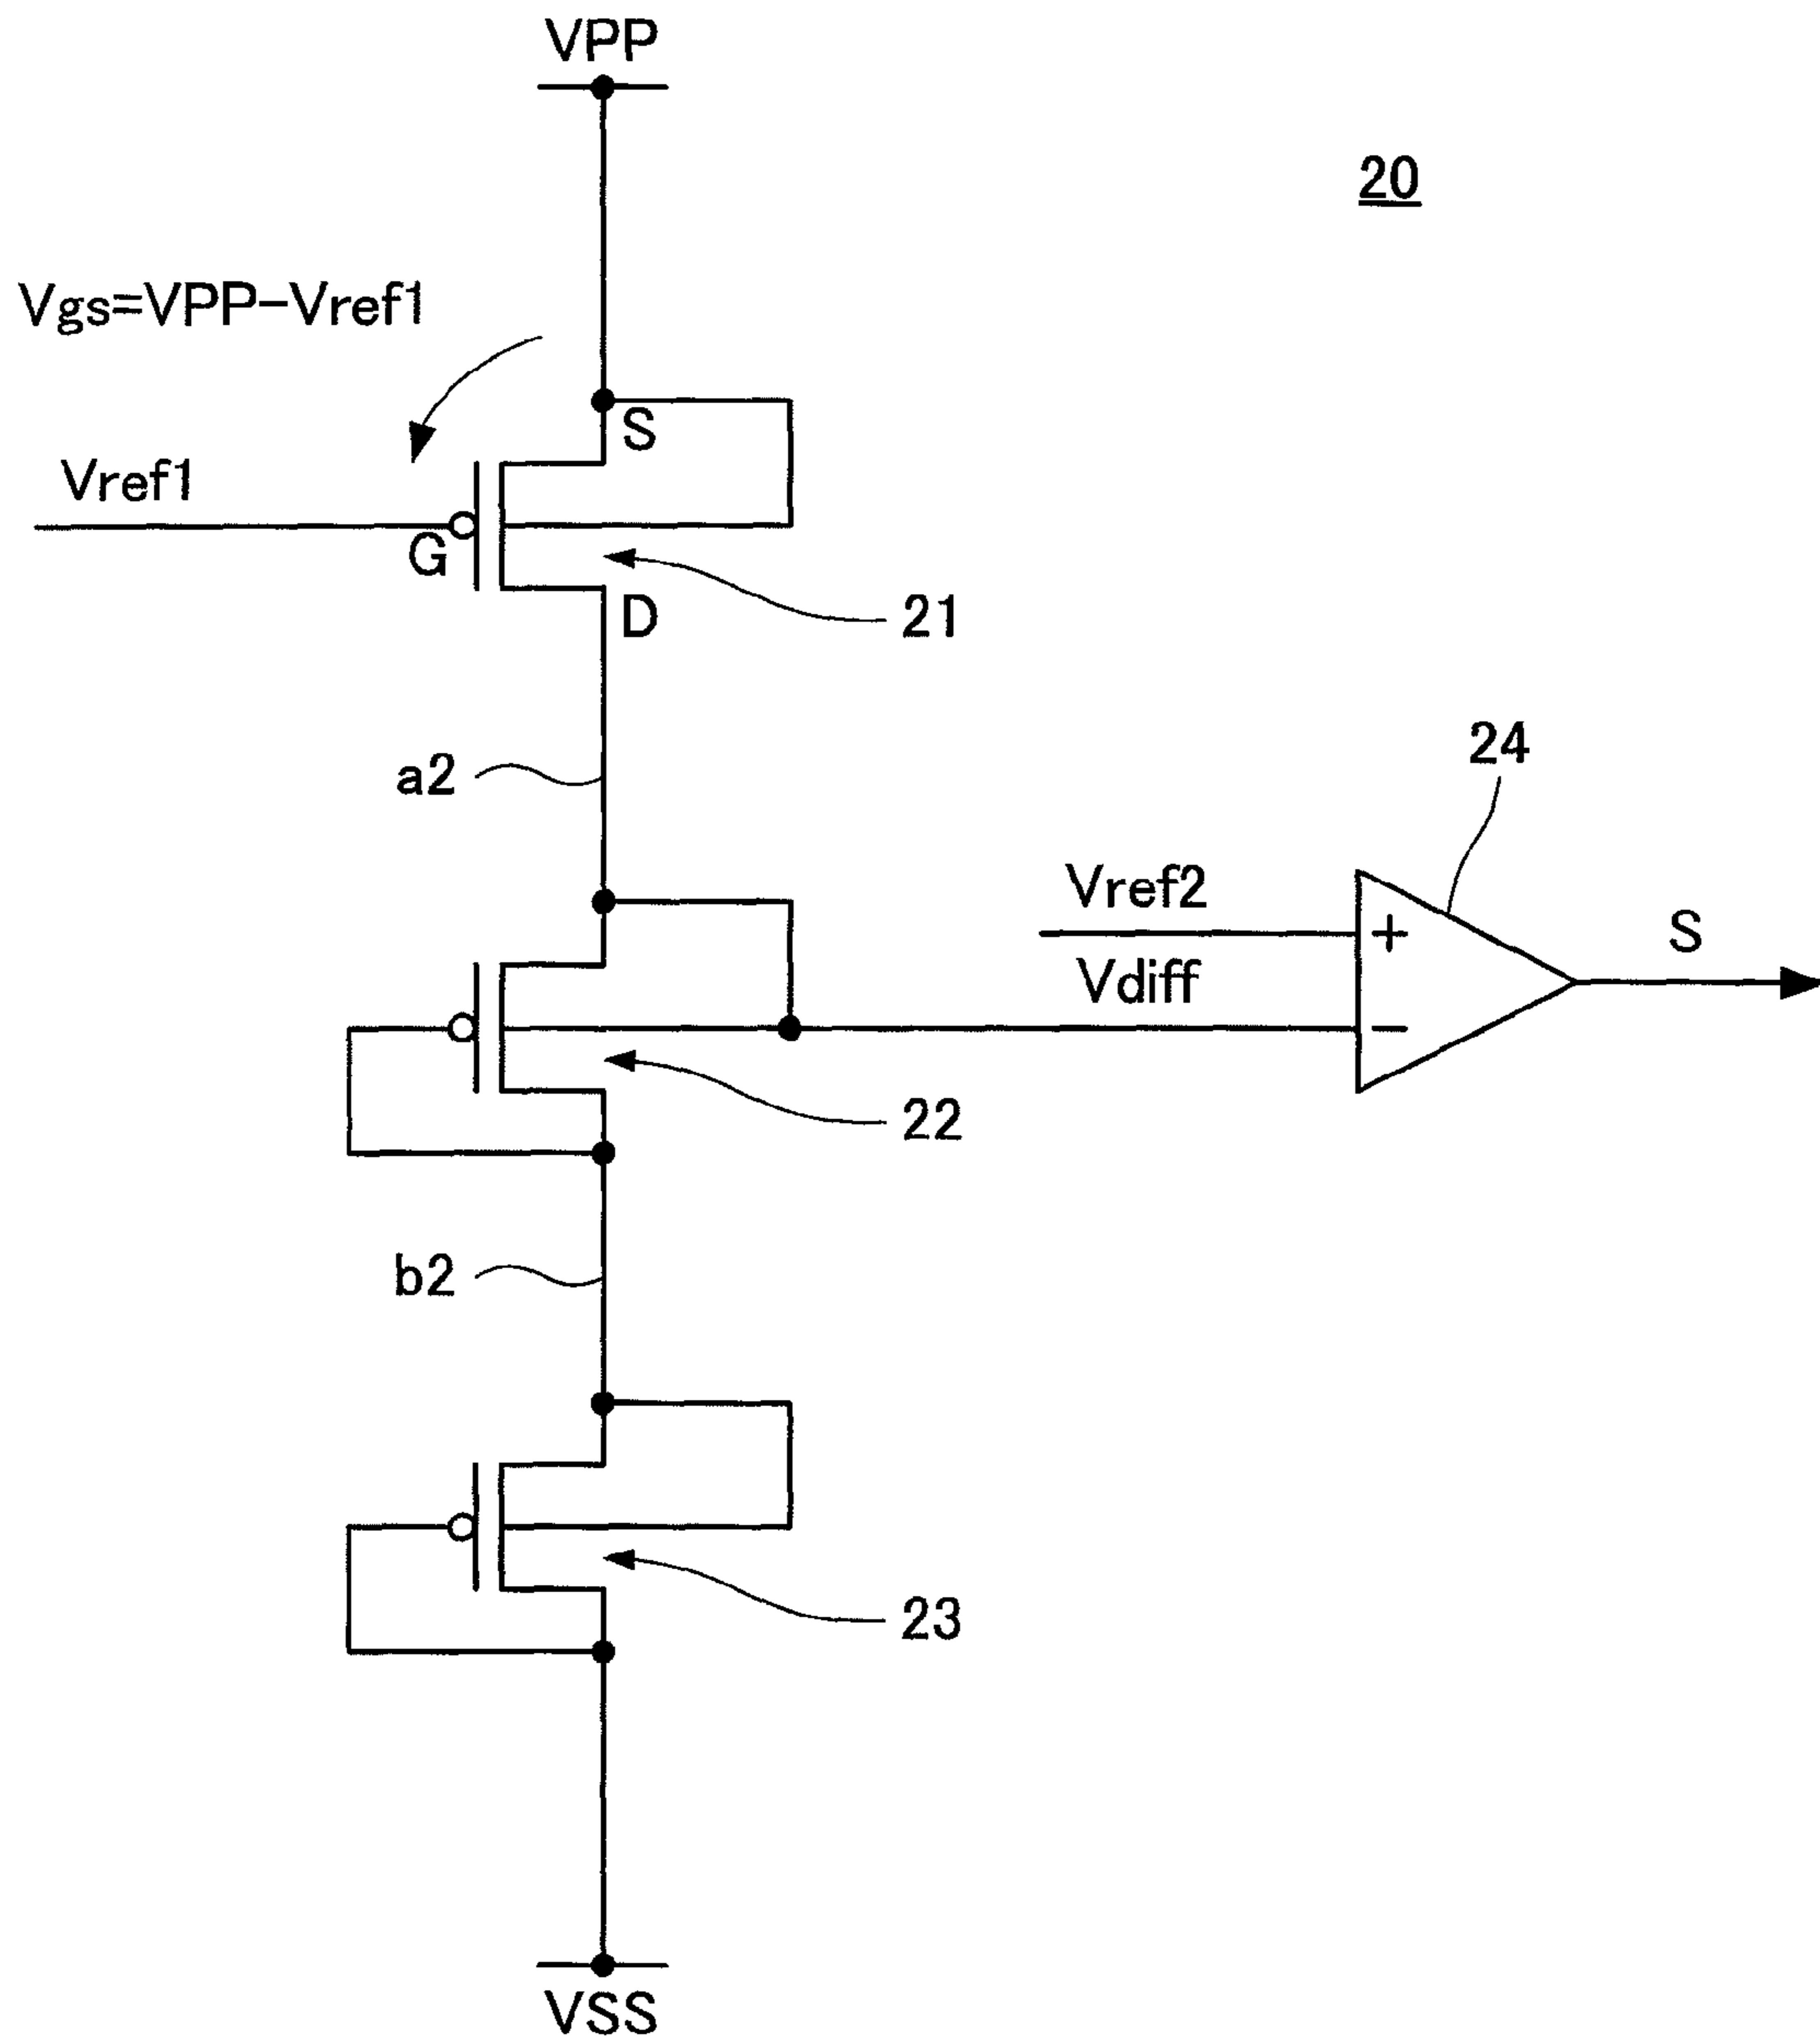 VPP
20
Vgs=VPP-Vref1
S
Vref1
G
D
21
a2
24
Vref2
+
S
Vdiff
-
22
b2
23
VSS